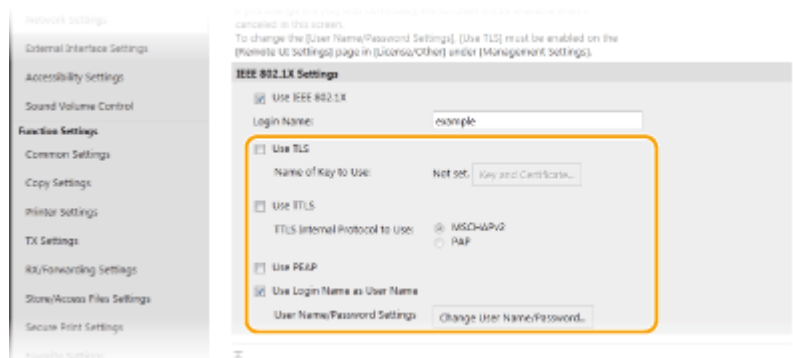 Network Settings
External Interface Settings
Accessibility Settings
Sound Volume Control
Function Settings
Common Settings
Copy Settings
Printer Settings
TX Settings
RX/Forwarding Settings
Store/Access Files Settings
Secure Print Settings
canceled in this screen.
To change the [User Name/Password Settings], [Use TLS] must be enabled on the
[Remote UI Settings] page in [License/Other] under [Management Settings].
IEEE 802.1X Settings
Use IEEE 802.1X
Login Name: example
Use TLS
Name of Key to Use: Not set. Key and Certificate...
Use TTLS
TTLS Internal Protocol to Use: MSCHAPv2
PAP
Use PEAP
Use Login Name as User Name
User Name/Password Settings Change User Name/Password...